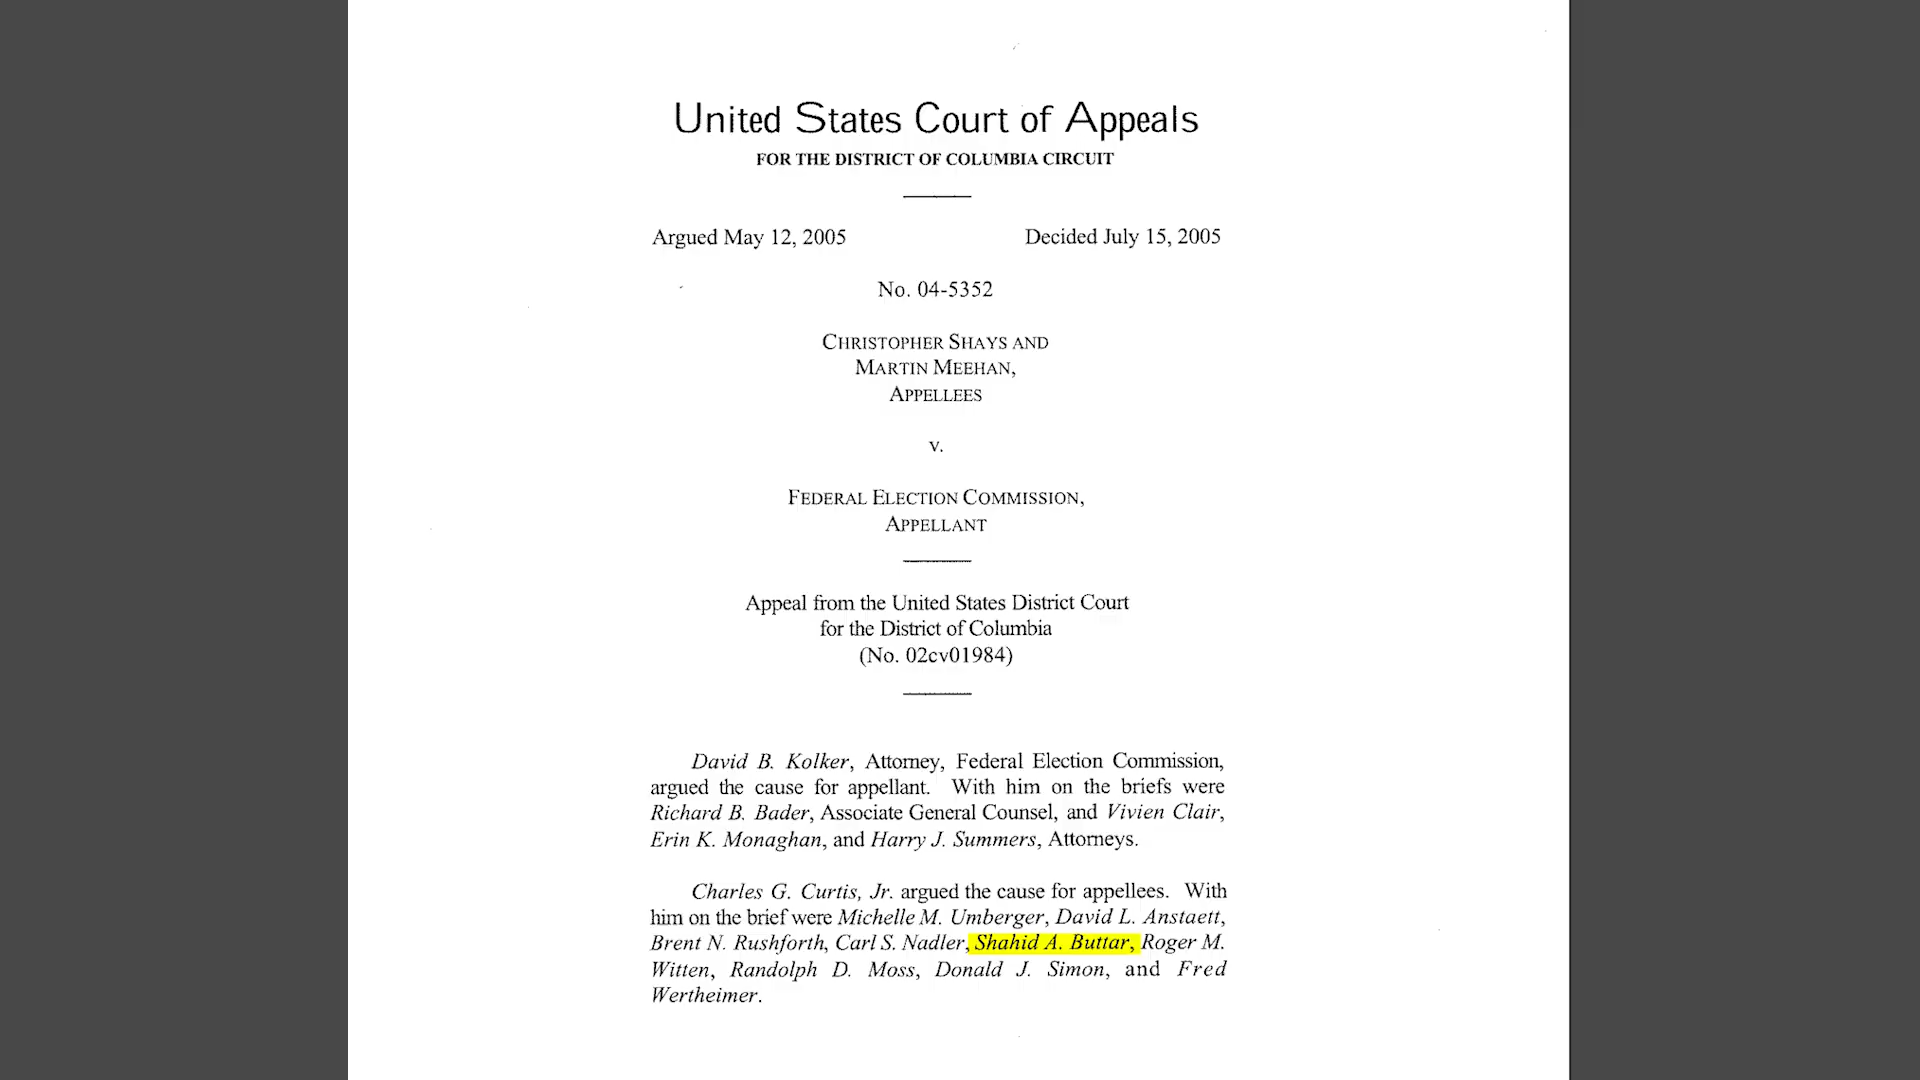 United States Court of Appeals
FOR THE DISTRICT OF COLUMBIA CIRCUIT
Argued May 12, 2005 Decided July 15, 2005
No. 04-5352
CHRISTOPHER SHAYS AND
MARTIN MEEHAN,
APPELLEES
v.
FEDERAL ELECTION COMMISSION,
APPELLANT
Appeal from the United States District Court
for the District of Columbia
(No. 02cv01984)
David B. Kolker, Attorney, Federal Election Commission,
argued the cause for appellant. With him on the briefs were
Richard B. Bader, Associate General Counsel, and Vivien Clair,
Erin K. Monaghan, and Harry J. Summers, Attorneys.
Charles G. Curtis, Jr. argued the cause for appellees. With
him on the brief were Michelle M. Umberger, David L. Anstaett,
Brent N. Rushforth, Carl S. Nadler, Shahid A. Buttar, Roger M.
Witten, Randolph D. Moss, Donald J. Simon, and Fred
Wertheimer.